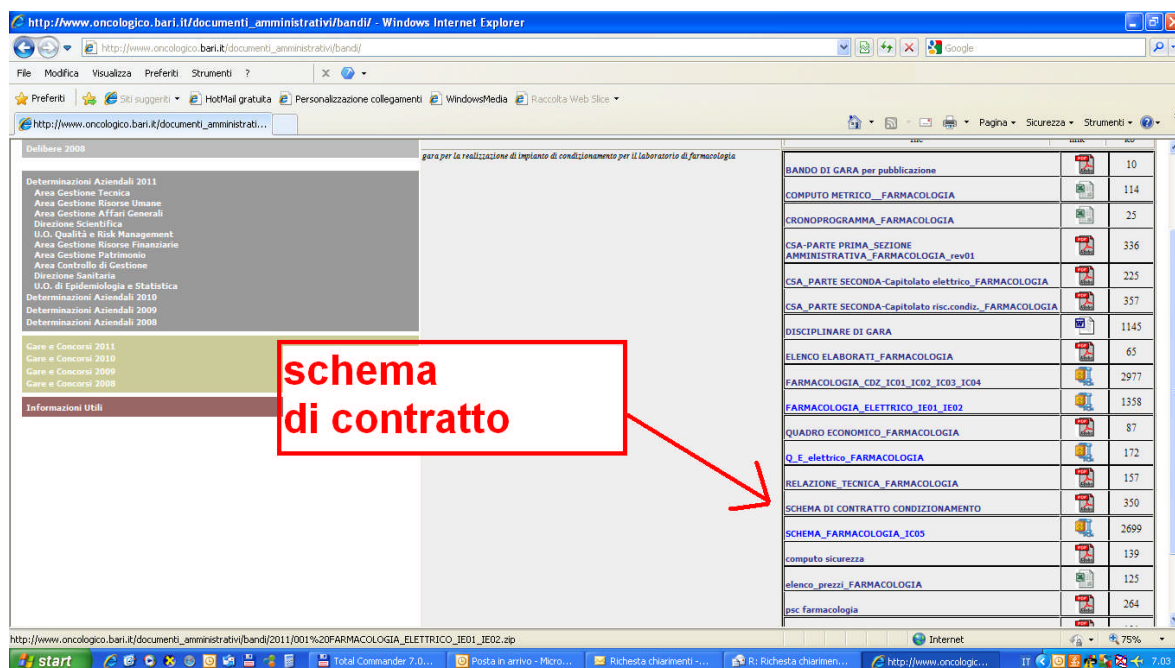 http://www.oncologico.bari.it/documenti_amministrativi/bandi/ - Windows Internet Explorer
http://www.oncologico.bari.it/documenti_amministrativi/bandi/
Google
File Modifica Visualizza Preferiti Strumenti ?
Preferiti Siti suggeriti HotMail gratuita Personalizzazione collegamenti WindowsMedia Raccolta Web Slice
http://www.oncologico.bari.it/documenti_amministrati...
Pagina Sicurezza Strumenti
Delibere 2008
Determinazioni Aziendali 2011
Area Gestione Tecnica
Area Gestione Risorse Umane
Area Gestione Affari Generali
Direzione Scientifica
U.O. Qualità e Risk Management
Area Gestione Risorse Finanziarie
Area Gestione Patrimonio
Area Controllo di Gestione
Direzione Sanitaria
U.O. di Epidemiologia e Statistica
Determinazioni Aziendali 2010
Determinazioni Aziendali 2009
Determinazioni Aziendali 2008
Gare e Concorsi 2011
Gare e Concorsi 2010
Gare e Concorsi 2009
Gare e Concorsi 2008
Informazioni Utili
gara per la realizzazione di impianto di condizionamento per il laboratorio di farmacologia
schema
di contratto
BANDO DI GARA per pubblicazione 10
COMPUTO METRICO__FARMACOLOGIA 114
CRONOPROGRAMMA_FARMACOLOGIA 25
CSA-PARTE PRIMA_SEZIONE
AMMINISTRATIVA_FARMACOLOGIA_rev01 336
CSA_PARTE SECONDA-Capitolato elettrico_FARMACOLOGIA 225
CSA_PARTE SECONDA-Capitolato risc.condiz._FARMACOLOGIA 357
DISCIPLINARE DI GARA 1145
ELENCO ELABORATI_FARMACOLOGIA 65
FARMACOLOGIA_CDZ_IC01_IC02_IC03_IC04 2977
FARMACOLOGIA_ELETTRICO_IE01_IE02 1358
QUADRO ECONOMICO_FARMACOLOGIA 87
Q_E_elettrico_FARMACOLOGIA 172
RELAZIONE_TECNICA_FARMACOLOGIA 157
SCHEMA DI CONTRATTO CONDIZIONAMENTO 350
SCHEMA_FARMACOLOGIA_IC05 2699
computo sicurezza 139
elenco_prezzi_FARMACOLOGIA 125
psc farmacologia 264
http://www.oncologico.bari.it/documenti_amministrativi/bandi/2011/001%20FARMACOLOGIA_ELETTRICO_IE01_IE02.zip
Internet 75%
start Total Commander 7.0... Posta in arrivo - Micro... Richesta chiarimenti -... R: Richesta chiarimen... http://www.oncologic... IT 7.03